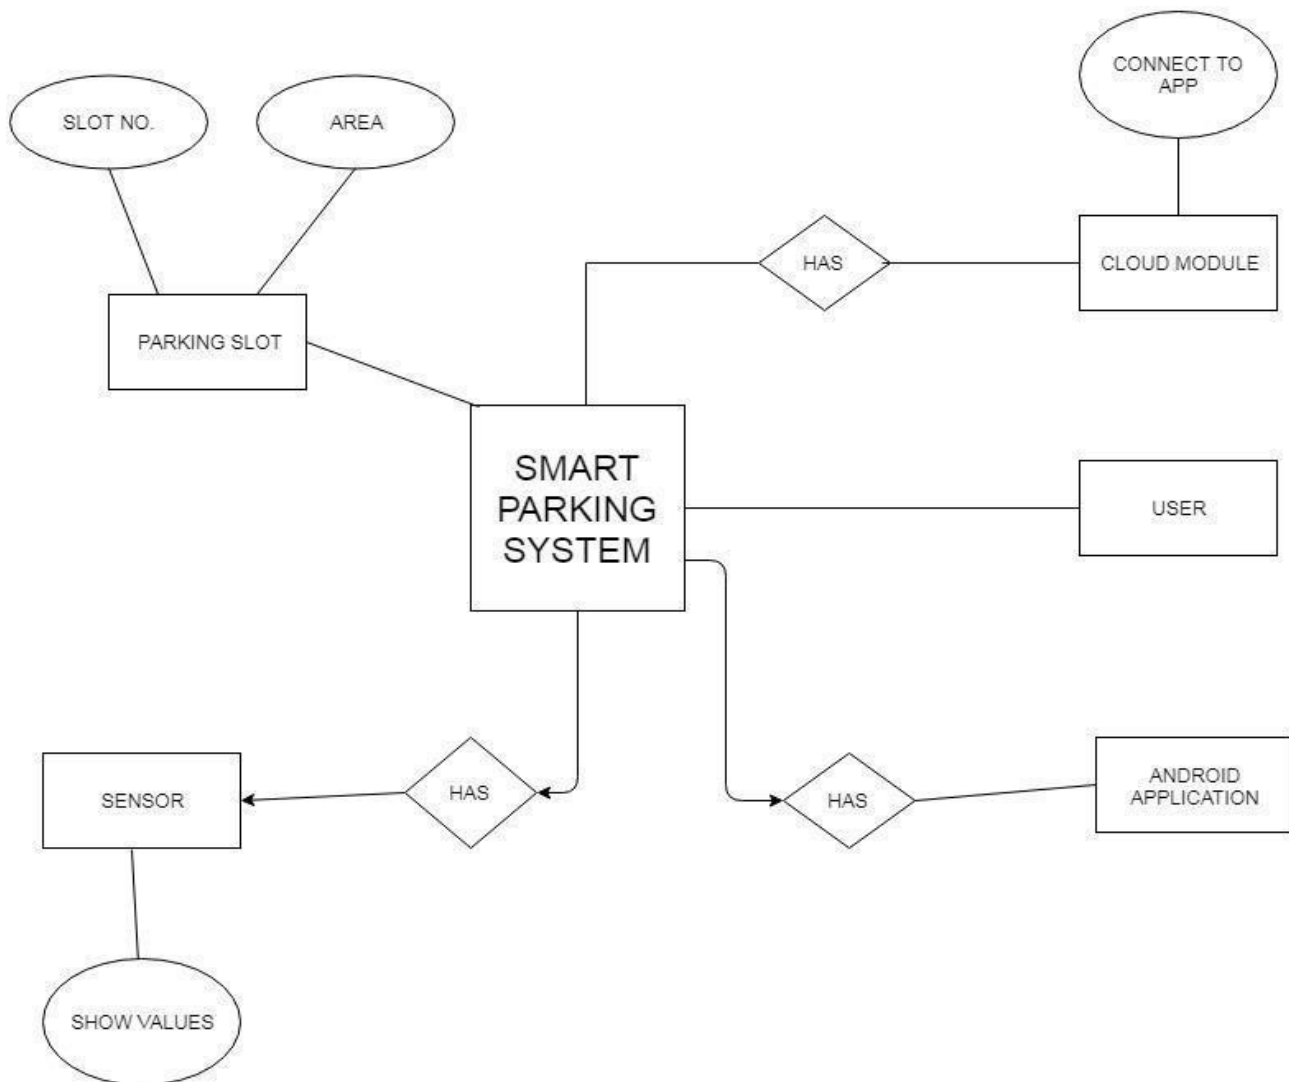 CONNECT TO
APP
SLOT NO.
AREA
HAS
CLOUD MODULE
PARKING SLOT
SMART
PARKING
SYSTEM
USER
SENSOR
HAS
HAS
ANDROID
APPLICATION
SHOW VALUES